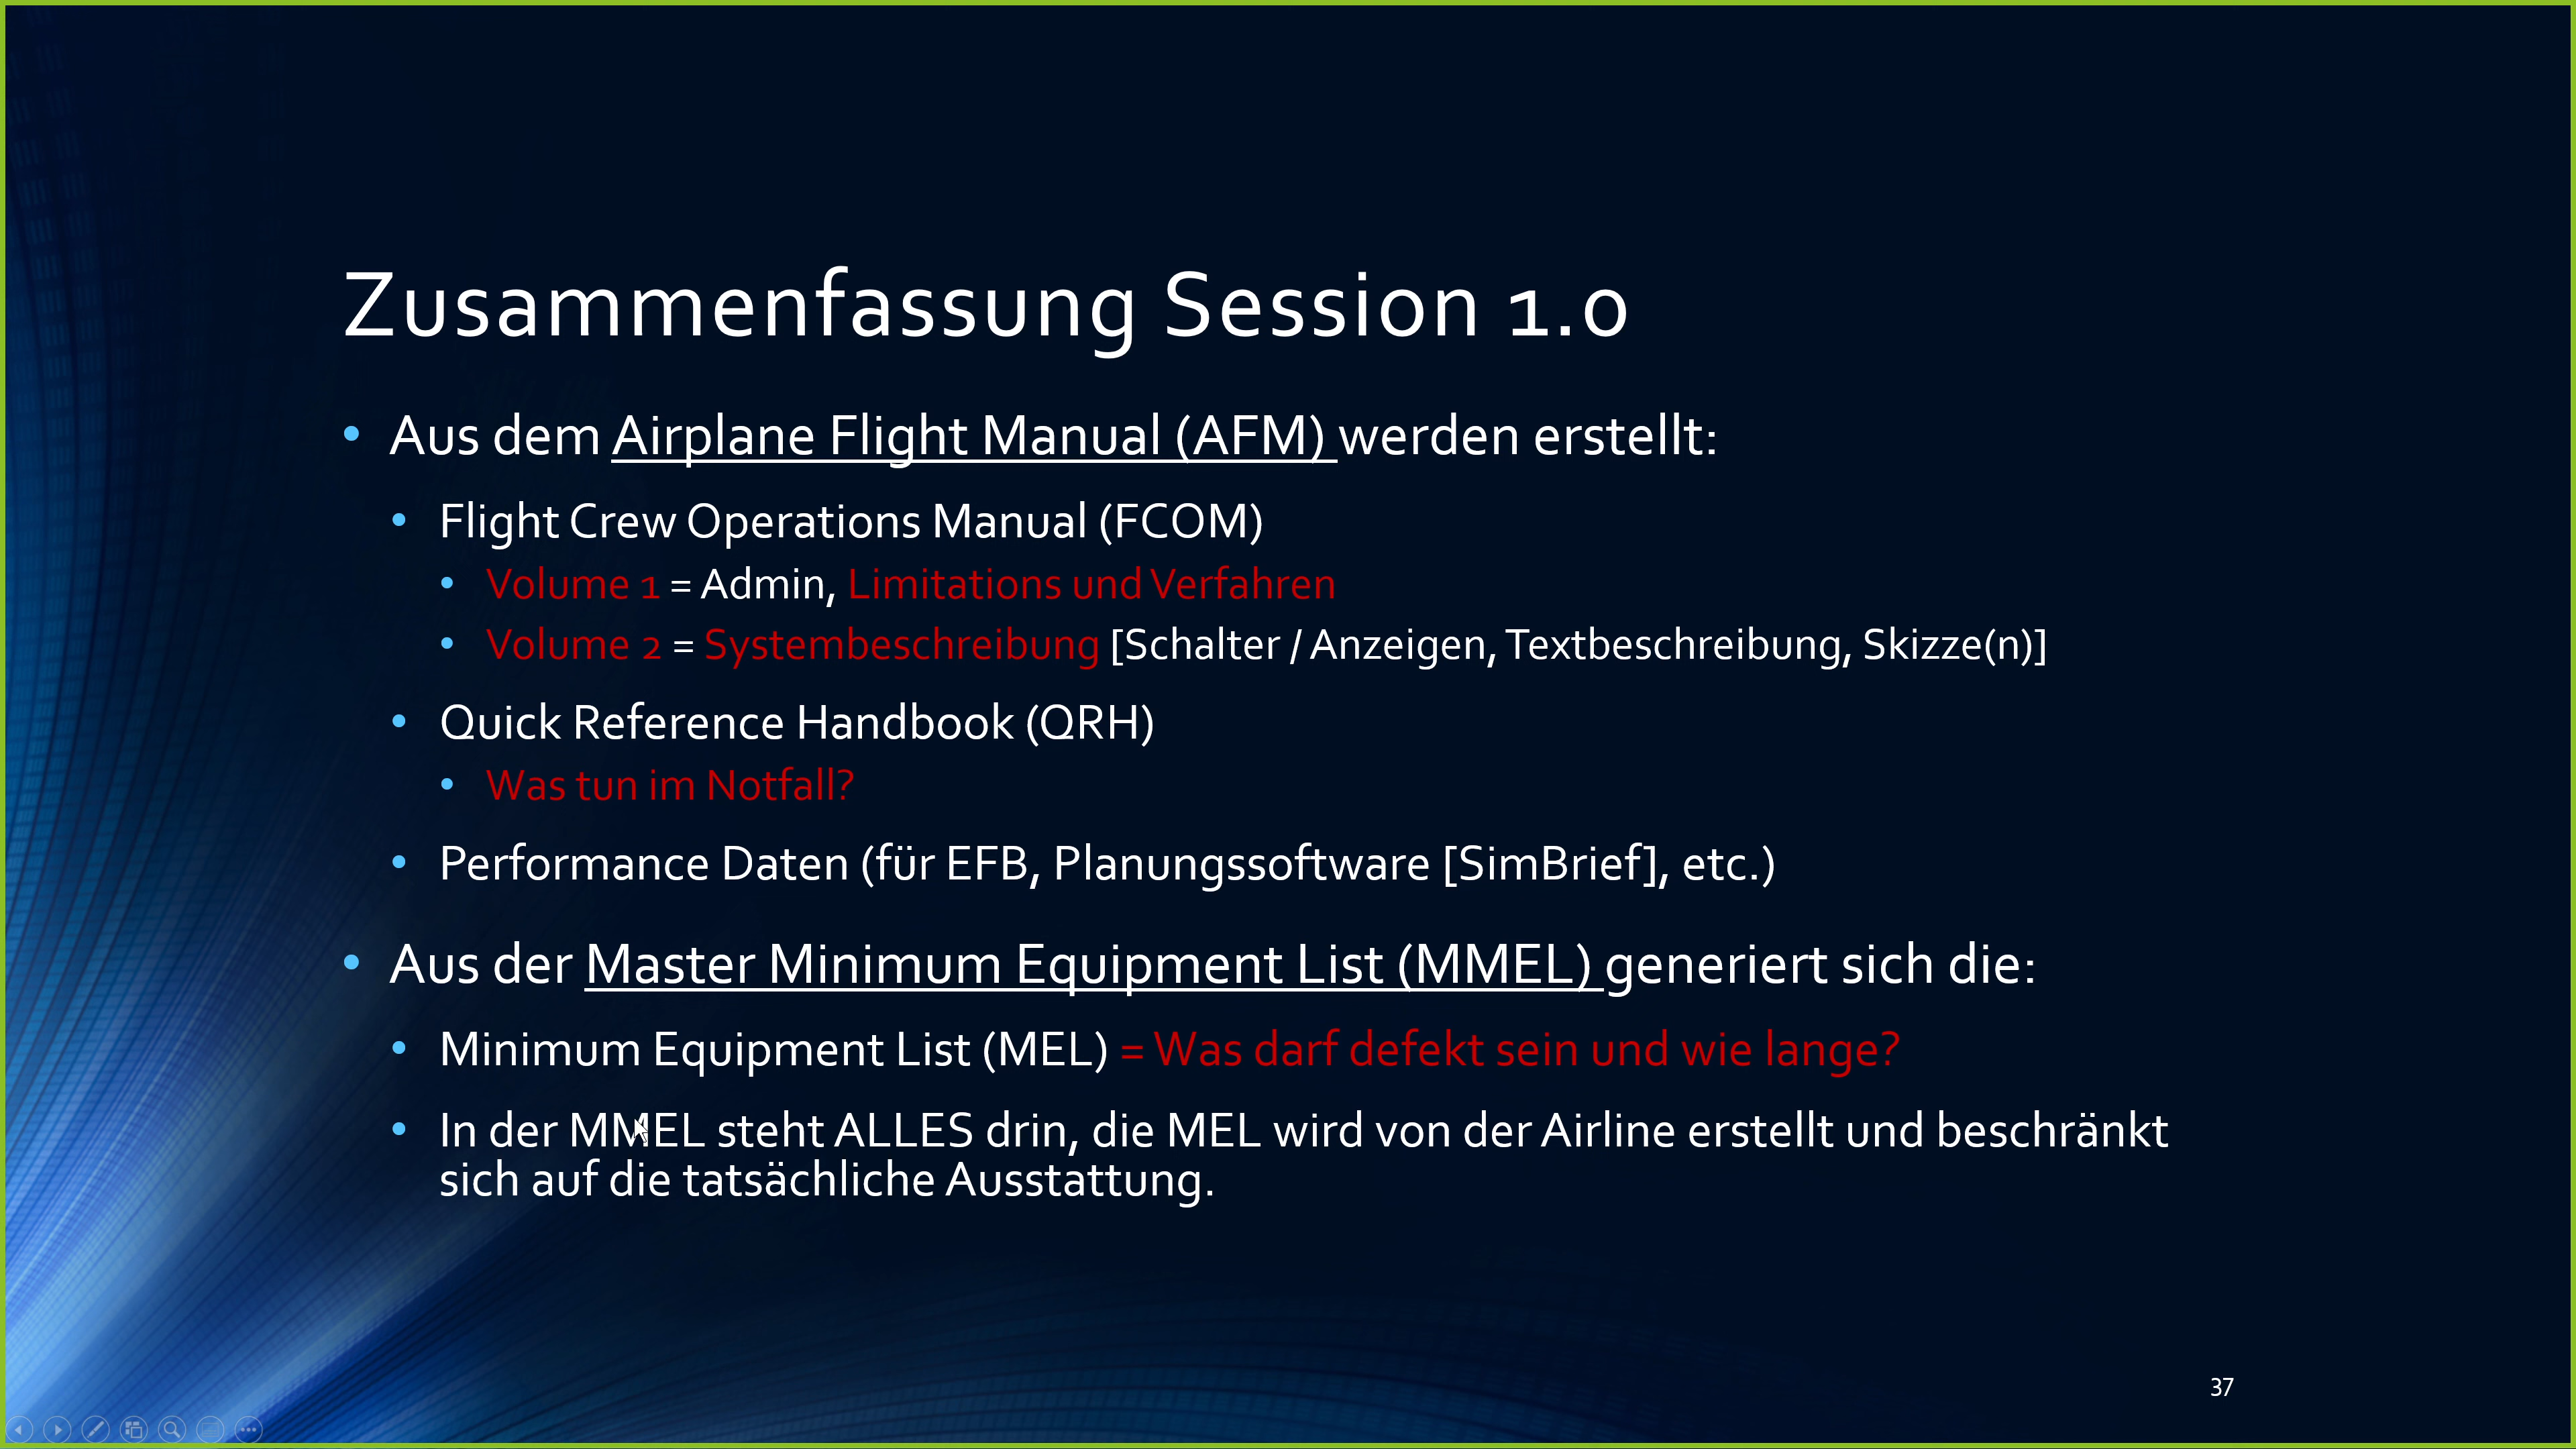 Zusammenfassung Session 1.0
• Aus dem Airplane Flight Manual (AFM) werden erstellt:
• Flight Crew Operations Manual (FCOM)
• Volume 1 = Admin, Limitations und Verfahren
• Volume 2 = Systembeschreibung [Schalter / Anzeigen, Textbeschreibung, Skizze(n)]
• Quick Reference Handbook (QRH)
• Was tun im Notfall?
• Performance Daten (für EFB, Planungssoftware [SimBrief], etc.)
• Aus der Master Minimum Equipment List (MMEL) generiert sich die:
• Minimum Equipment List (MEL) = Was darf defekt sein und wie lange?
• In der MMEL steht ALLES drin, die MEL wird von der Airline erstellt und beschränkt
sich auf die tatsächliche Ausstattung.
37